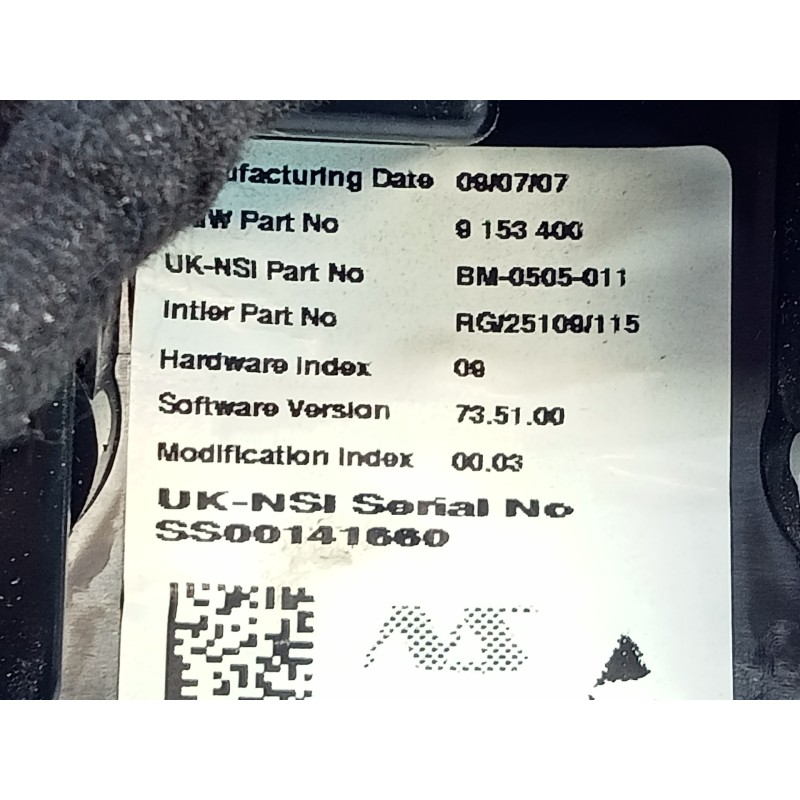 ufacturing Date 09/07/07
W Part No 9 153 400
UK-NSI Part No BM-0505-011
Intier Part No RG/25109/115
Hardware Index 09
Software Version 73.51.00
Modification Index 00.03
UK-NSI Serial No
SS00141660